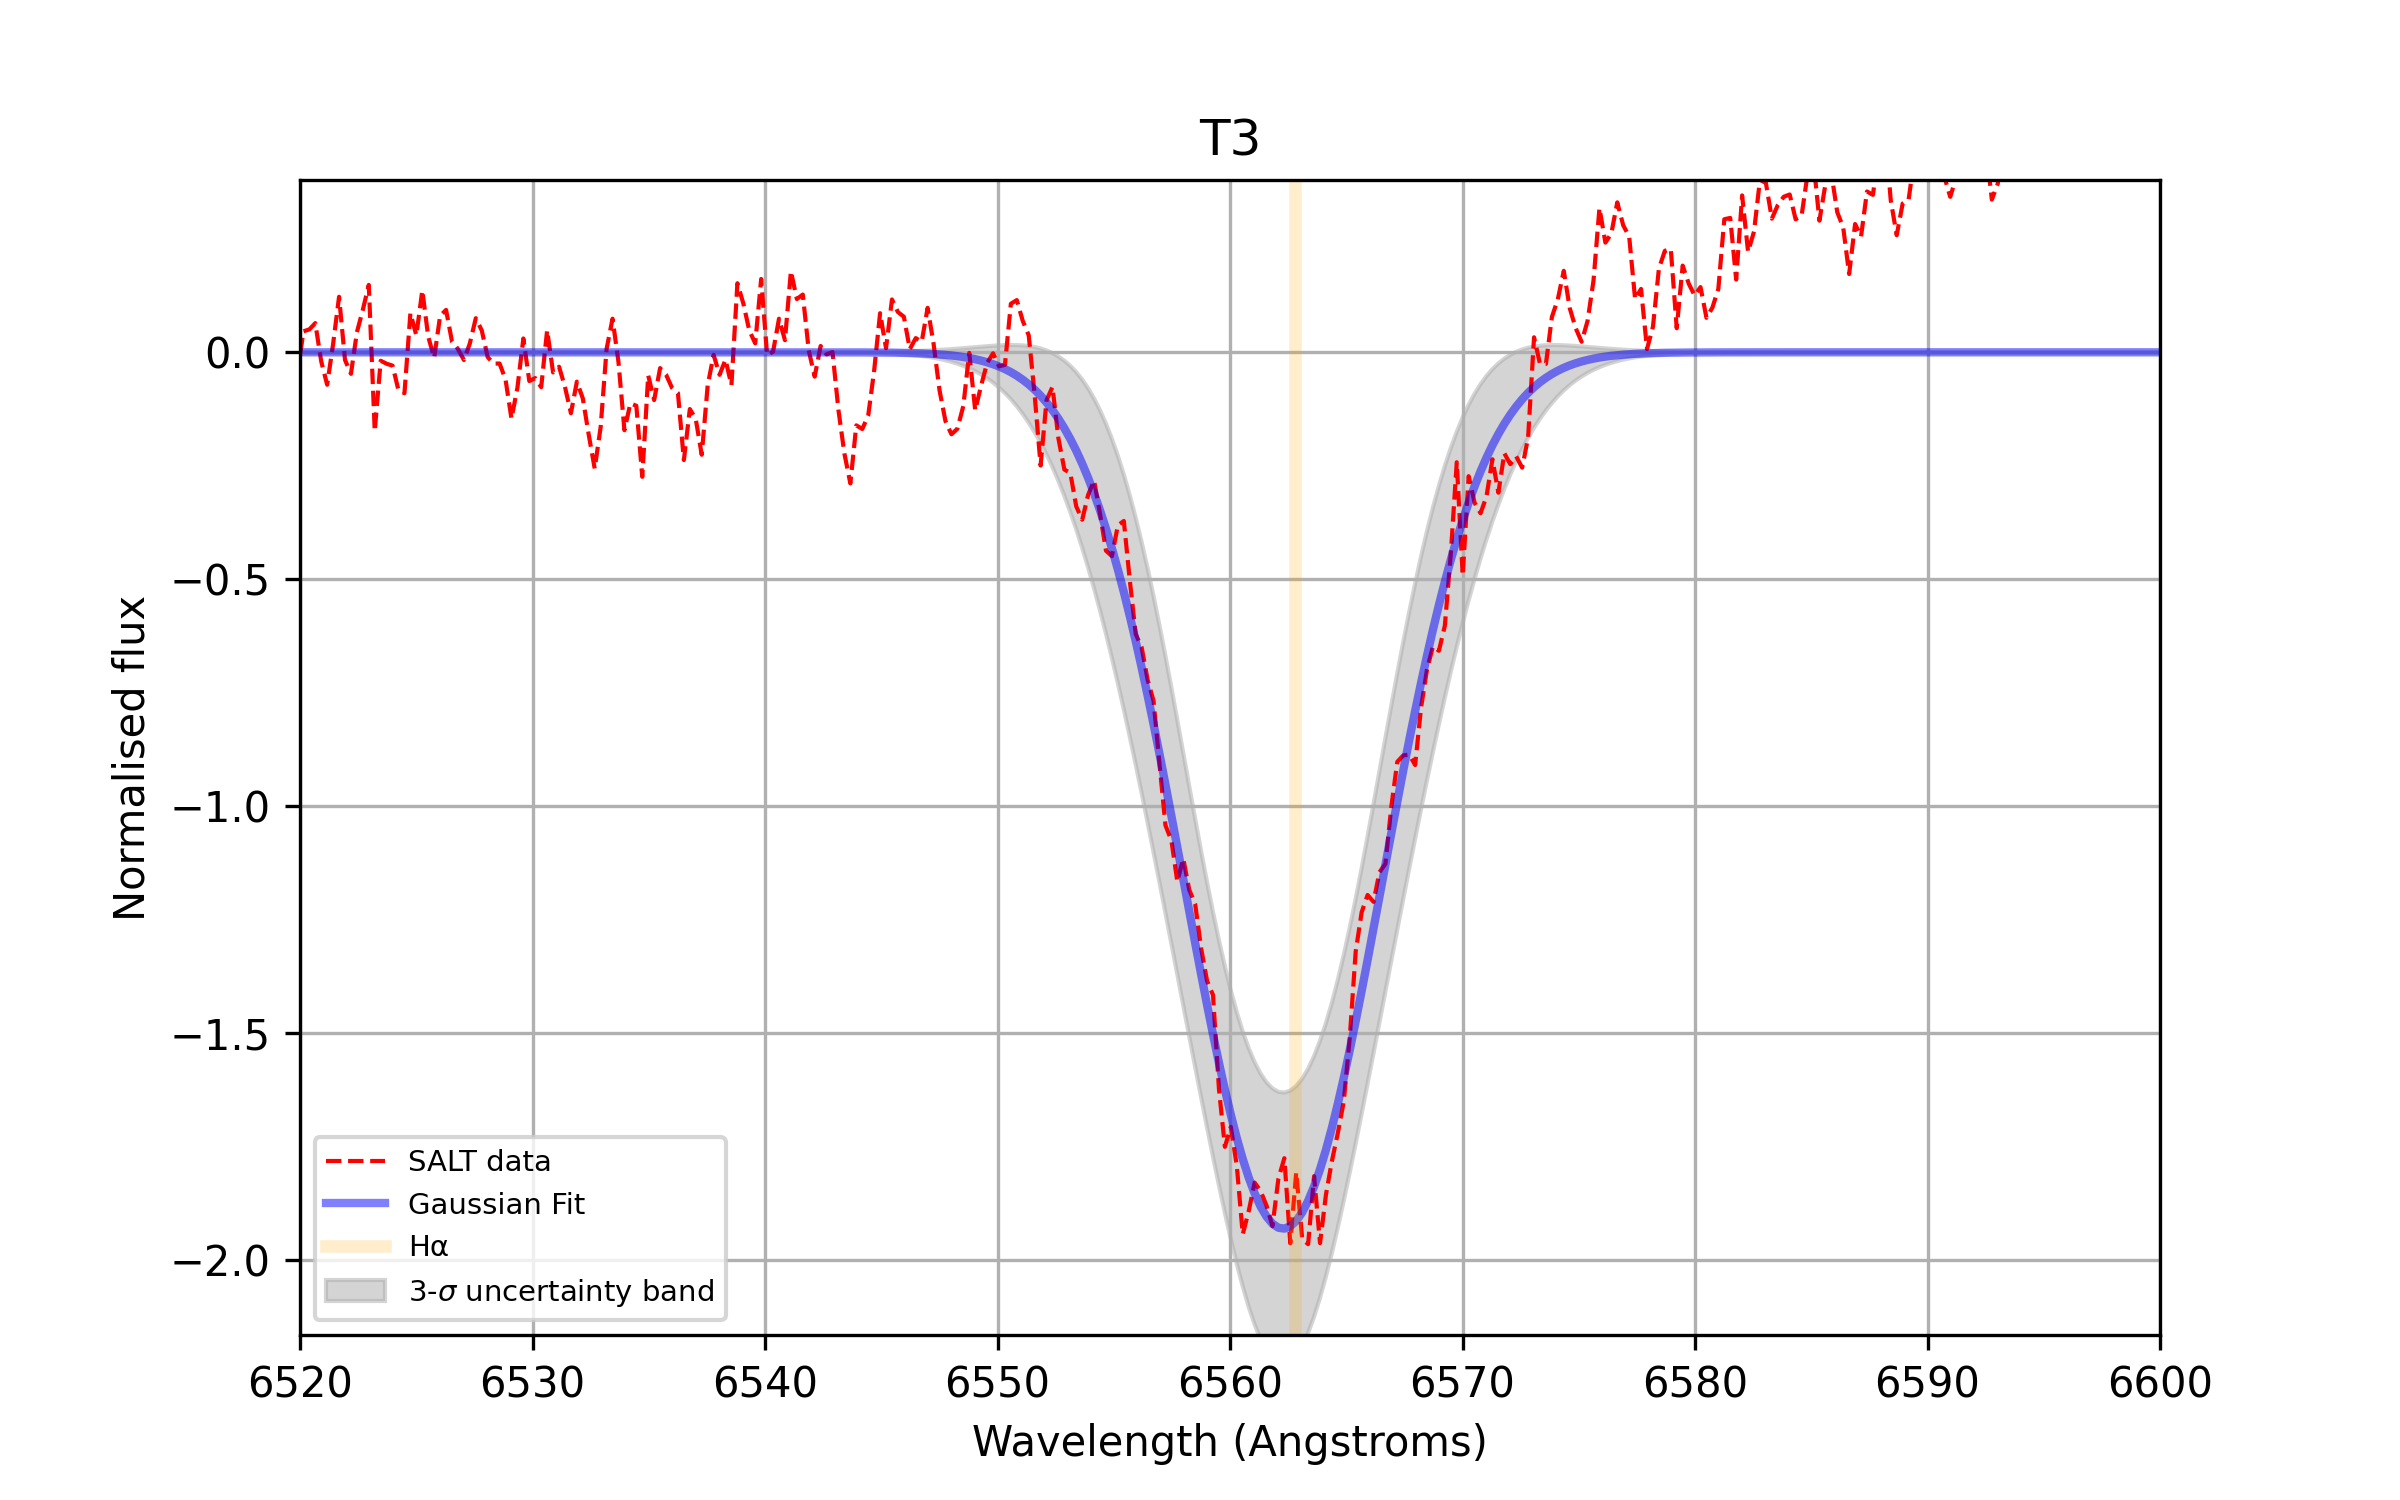 T3
Normalised flux
0.0
−0.5
−1.0
−1.5
−2.0
SALT data
Gaussian Fit
Hα
3-σ uncertainty band
6520 6530 6540 6550 6560 6570 6580 6590 6600
Wavelength (Angstroms)